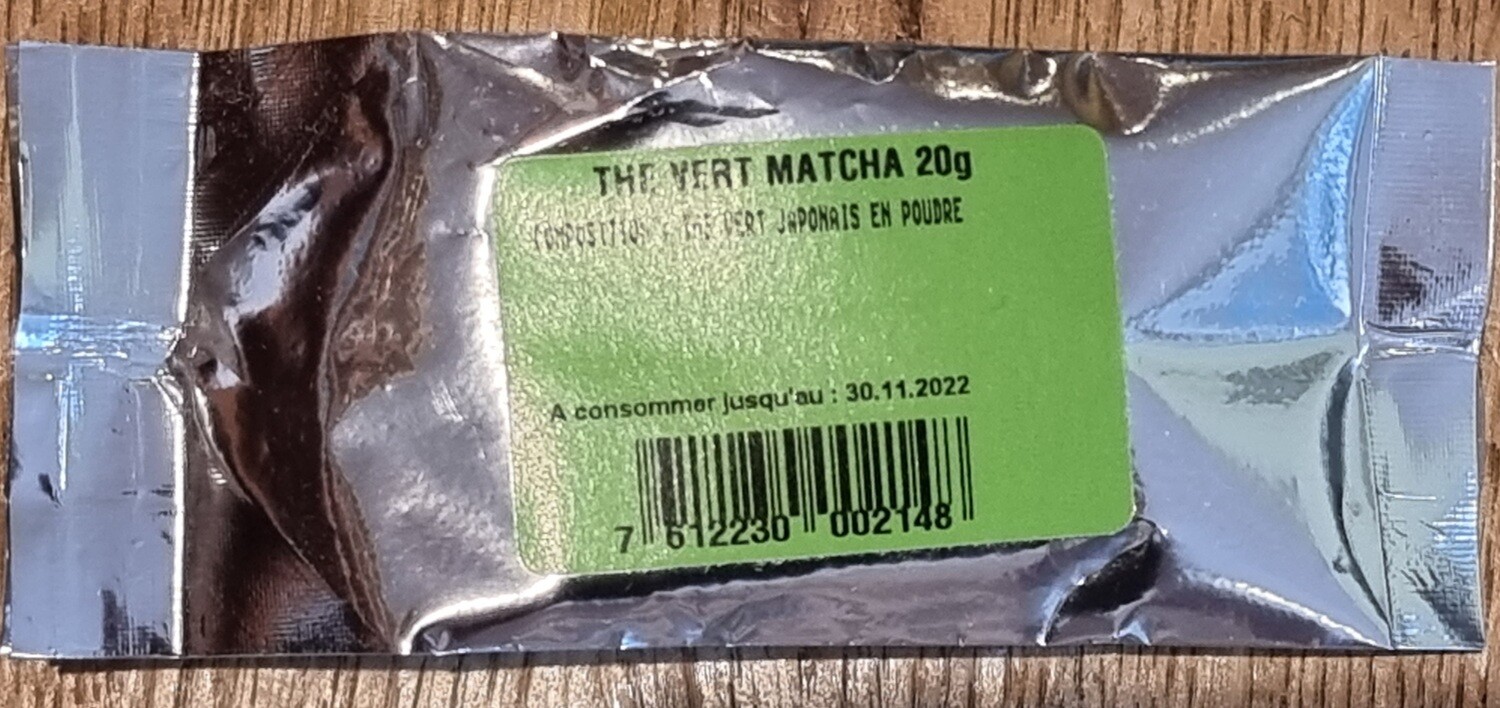 THE VERT MATCHA 20g
COMPOSITION : THE VERT JAPONAIS EN POUDRE
A consommer jusqu'au : 30.11.2022
7 612230 002148